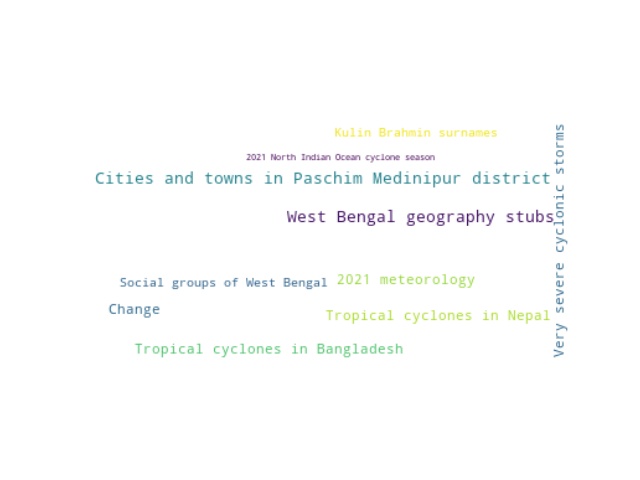 Kulin Brahmin surnames
2021 North Indian Ocean cyclone season
Cities and towns in Paschim Medinipur district
West Bengal geography stubs
Very severe cyclonic storms
Social groups of West Bengal
2021 meteorology
Change
Tropical cyclones in Nepal
Tropical cyclones in Bangladesh